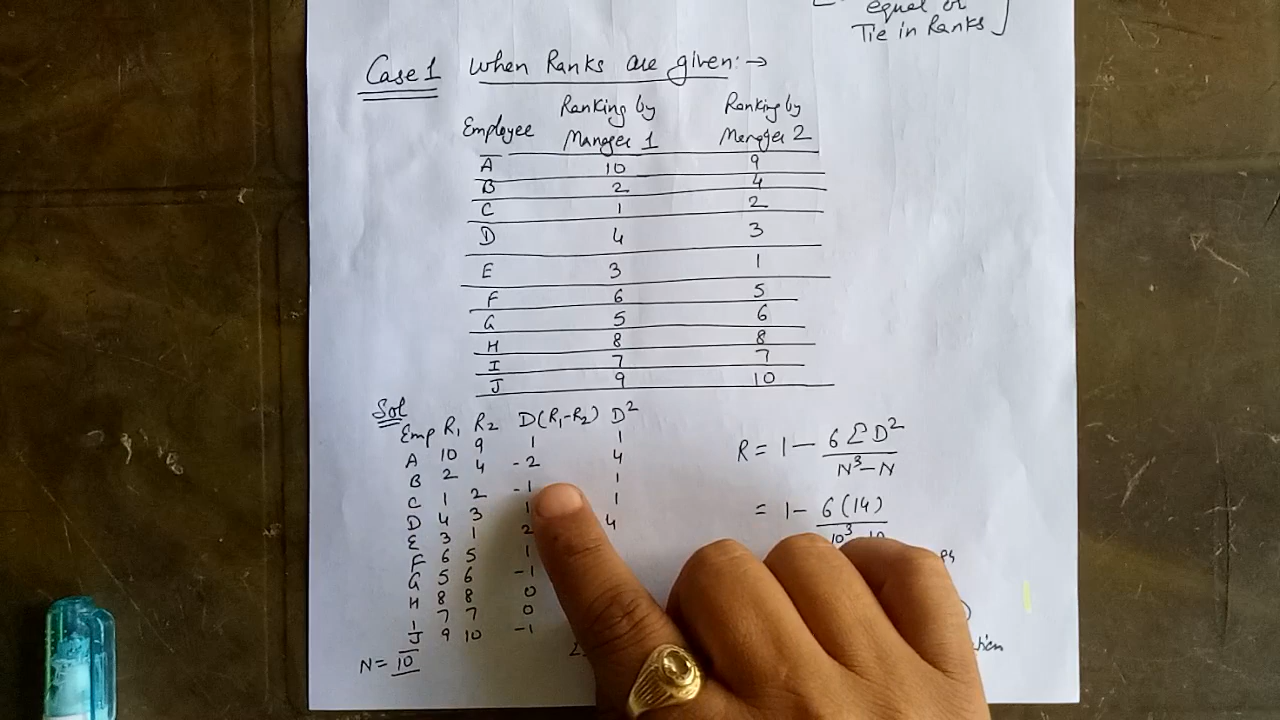 equal or
Tie in Ranks
Case 1 When Ranks are given:→
Employee Ranking by Manager 1 Ranking by Manager 2
A 10 9
B 2 4
C 1 2
D 4 3
E 3 1
F 6 5
G 5 6
H 8 8
I 7 7
J 9 10
Sol
Emp R1 R2 D(R1-R2) D²
A 10 9 1 1
B 2 4 -2 4
C 1 2 -1 1
D 4 3 1 1
E 3 1 2 4
F 6 5 1
G 5 6 -1
H 8 8 0
I 7 7 0
J 9 10 -1
N = 10
R = 1 - 6 ΣD² / N³-N
= 1 - 6(14) / 10³-10